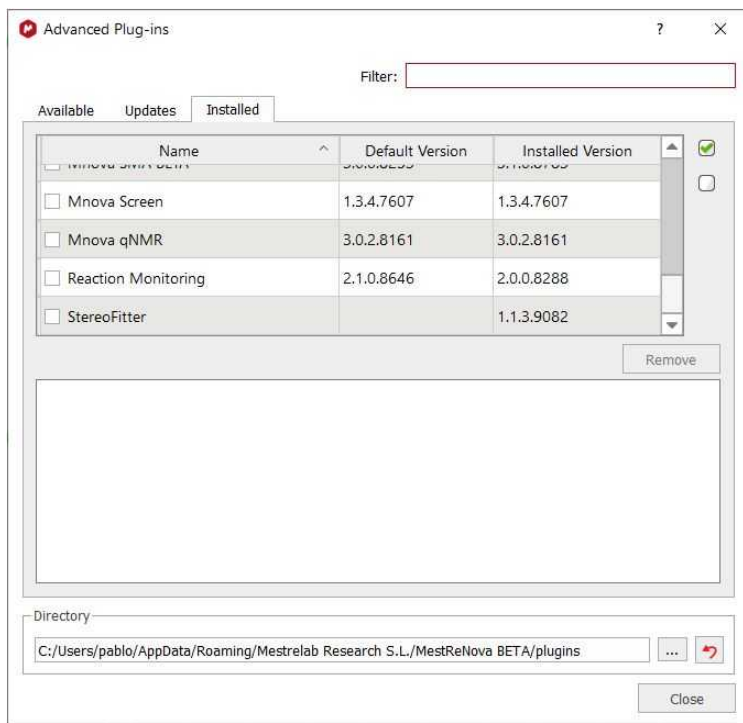 Advanced Plug-ins ?
Filter:
Available Updates Installed
Name Default Version Installed Version
Mnova Screen 1.3.4.7607 1.3.4.7607
Mnova qNMR 3.0.2.8161 3.0.2.8161
Reaction Monitoring 2.1.0.8646 2.0.0.8288
StereoFitter 1.1.3.9082
Remove
Directory
C:/Users/pablo/AppData/Roaming/Mestrelab Research S.L./MestReNova BETA/plugins ...
Close